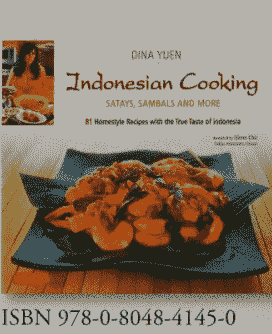 DINA YUEN
Indonesian Cooking
SATAYS, SAMBALS AND MORE
81 Homestyle Recipes with the True Taste of Indonesia
ISBN 978-0-8048-4145-0